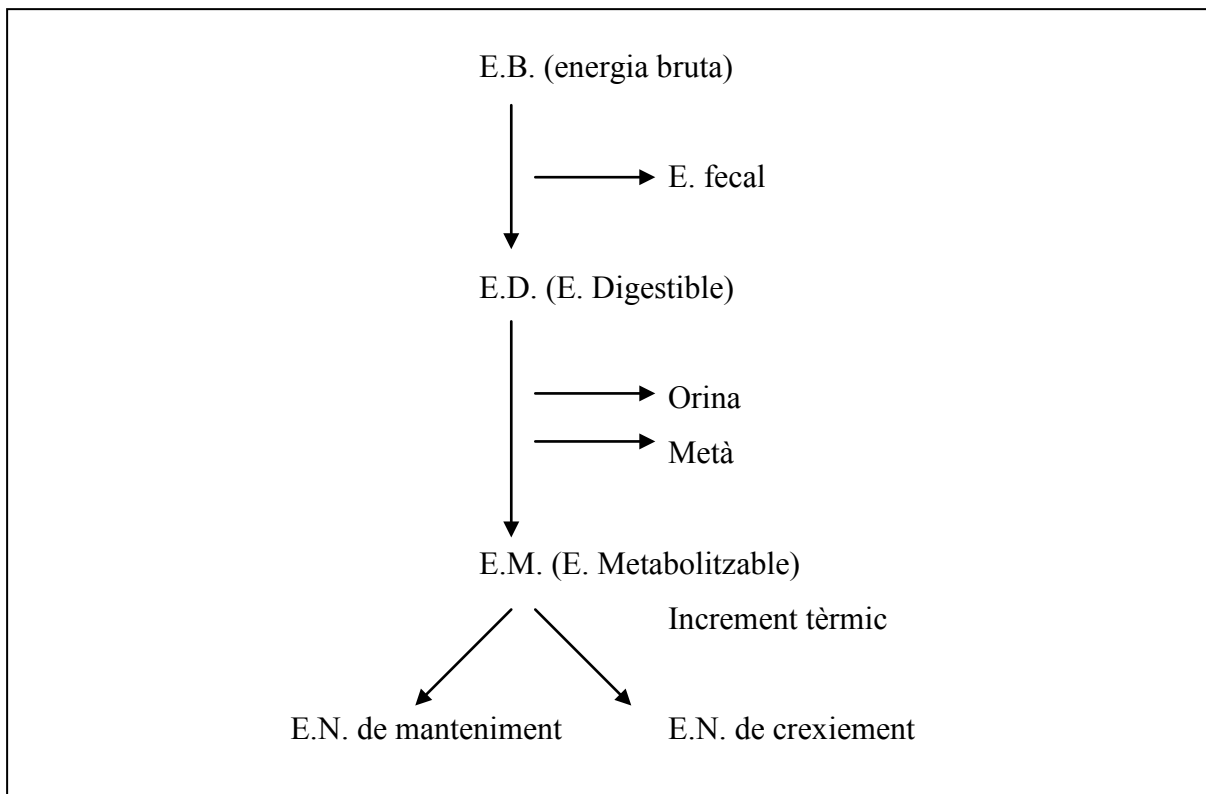 E.B. (energia bruta)
E. fecal
E.D. (E. Digestible)
Orina
Metà
E.M. (E. Metabolitzable)
Increment tèrmic
E.N. de manteniment
E.N. de crexiement